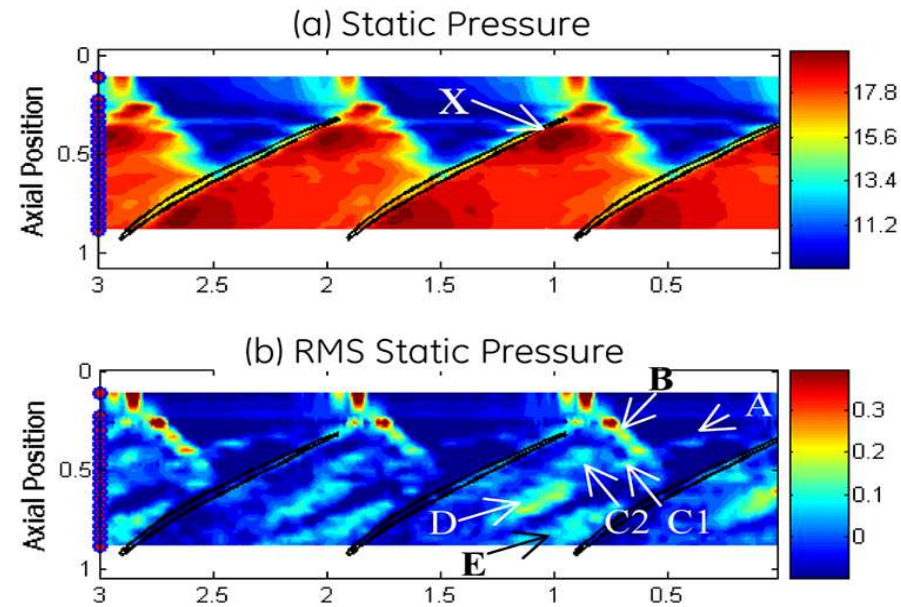 (a) Static Pressure
Axial Position
0
0.5
1
X
17.8
15.6
13.4
11.2
3
2.5
2
1.5
1
0.5
(b) RMS Static Pressure
Axial Position
0
0.5
1
B
A
D
C2
C1
E
0.3
0.2
0.1
0
3
2.5
2
1.5
1
0.5